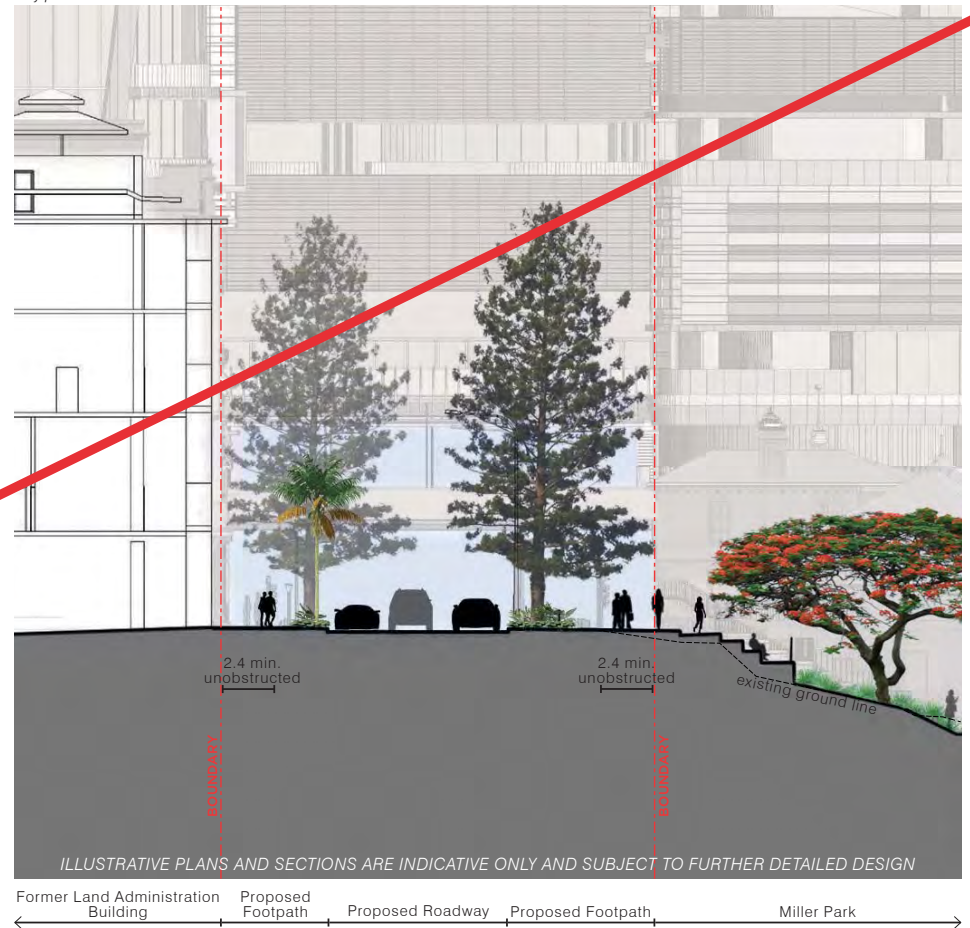 2.4 min.
unobstructed
2.4 min.
unobstructed
existing ground line
BOUNDARY
BOUNDARY
ILLUSTRATIVE PLANS AND SECTIONS ARE INDICATIVE ONLY AND SUBJECT TO FURTHER DETAILED DESIGN
Former Land Administration
Building
Proposed
Footpath
Proposed Roadway
Proposed Footpath
Miller Park